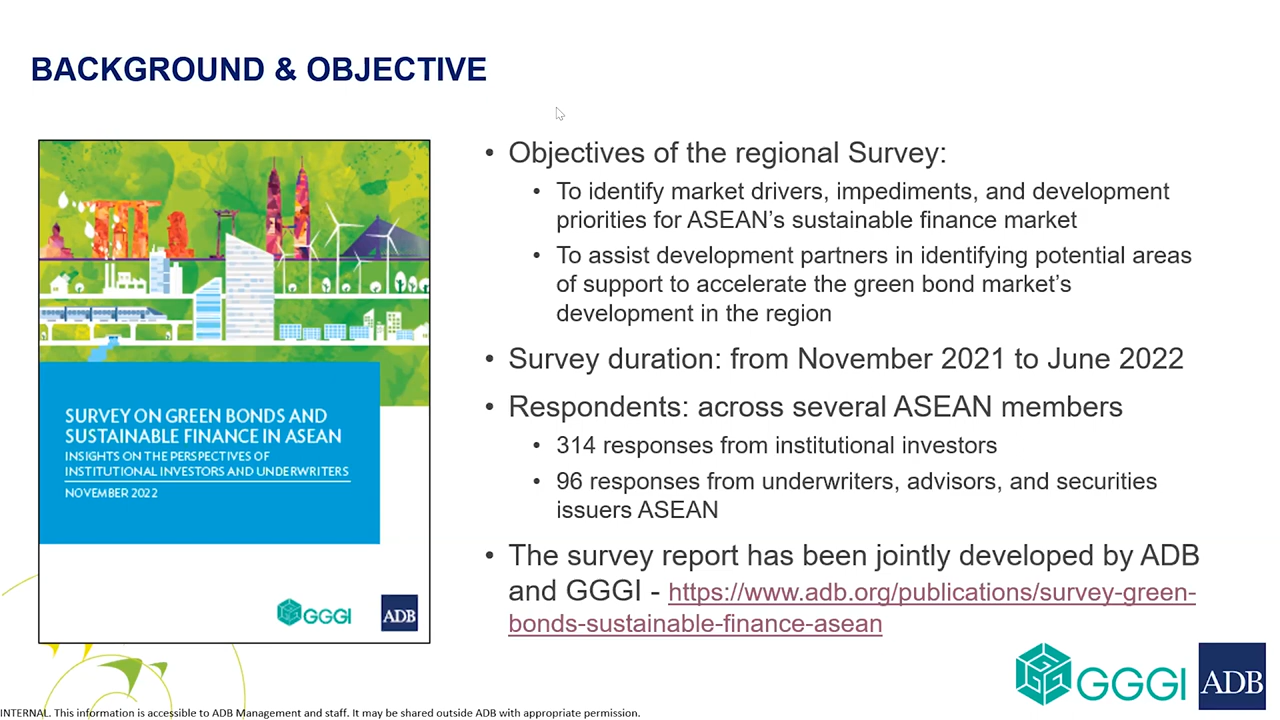 BACKGROUND & OBJECTIVE
SURVEY ON GREEN BONDS AND
SUSTAINABLE FINANCE IN ASEAN
INSIGHTS ON THE PERSPECTIVES OF
INSTITUTIONAL INVESTORS AND UNDERWRITERS
NOVEMBER 2022
GGGI ADB
• Objectives of the regional Survey:
• To identify market drivers, impediments, and development
priorities for ASEAN's sustainable finance market
• To assist development partners in identifying potential areas
of support to accelerate the green bond market's
development in the region
• Survey duration: from November 2021 to June 2022
• Respondents: across several ASEAN members
• 314 responses from institutional investors
• 96 responses from underwriters, advisors, and securities
issuers ASEAN
• The survey report has been jointly developed by ADB
and GGGI - https://www.adb.org/publications/survey-green-
bonds-sustainable-finance-asean
GGGI ADB
INTERNAL. This information is accessible to ADB Management and staff. It may be shared outside ADB with appropriate permission.